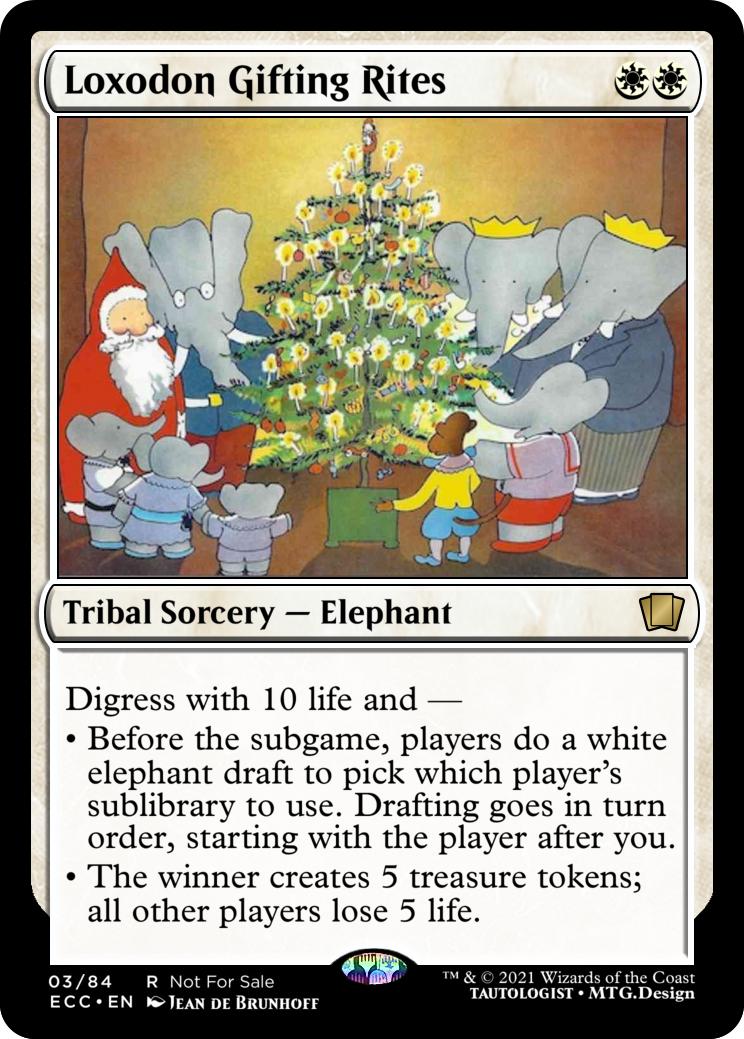 Loxodon Gifting Rites
Tribal Sorcery — Elephant
Digress with 10 life and —
• Before the subgame, players do a white
elephant draft to pick which player's
sublibrary to use. Drafting goes in turn
order, starting with the player after you.
• The winner creates 5 treasure tokens;
all other players lose 5 life.
03/84 R Not For Sale
ECC • EN JEAN DE BRUNHOFF
™ & © 2021 Wizards of the Coast
TAUTOLOGIST • MTG.Design